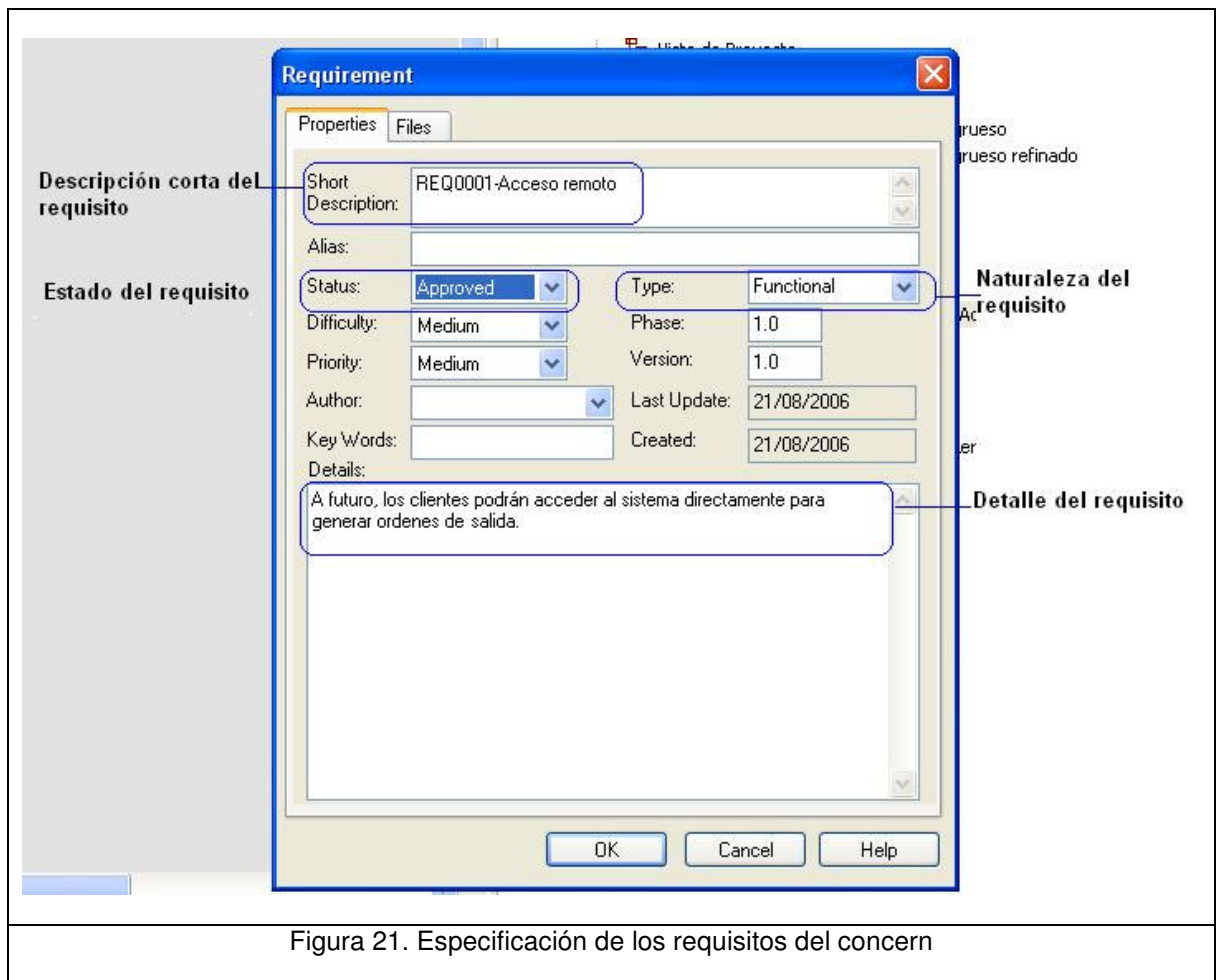 Requirement
Properties Files
grueso refinado
Descripción corta del
requisito
Short
Description:
REQ0001-Acceso remoto
Alias:
Estado del requisito
Status: Approved
Type: Functional
Naturaleza del
requisito
Difficulty: Medium
Phase: 1.0
Priority: Medium
Version: 1.0
Author:
Last Update: 21/08/2006
Key Words:
Created: 21/08/2006
Details:
A futuro, los clientes podrán acceder al sistema directamente para
generar ordenes de salida.
Detalle del requisito
OK Cancel Help
Figura 21. Especificación de los requisitos del concern